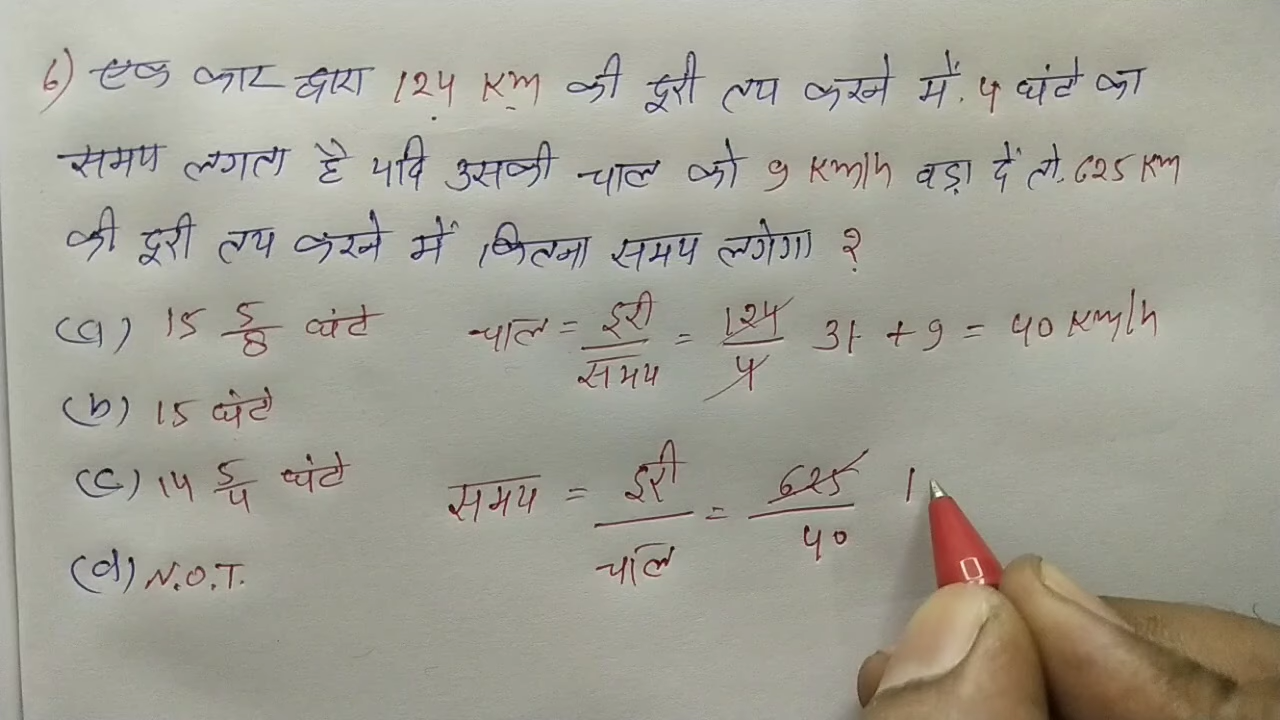 6) एक कार द्वारा 124 Km की दूरी तय करने में 4 घंटे का
समय लगता है यदि उसकी चाल को 9 Km/h बड़ा दें तो 625 Km
की दूरी तय करने में कितना समय लगेगा ?
(a) 15 5/8 घंटे
चाल = दूरी/समय = 124/4 31 + 9 = 40 Km/h
(b) 15 घंटे
(c) 14 5/4 घंटे
समय = दूरी/चाल = 625/40 1
(d) N.O.T.